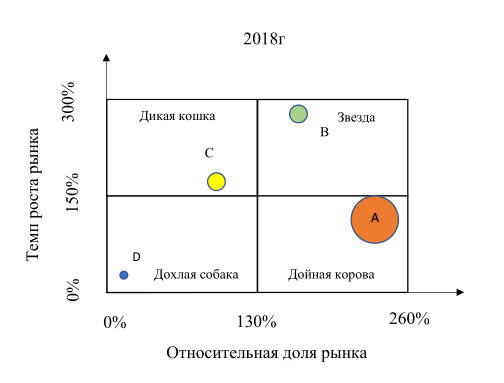 2018г
300%
Дикая кошка
Звезда
B
C
150%
Темп роста рынка
A
D
Дохлая собака
Дойная корова
0%
0%
130%
260%
Относительная доля рынка